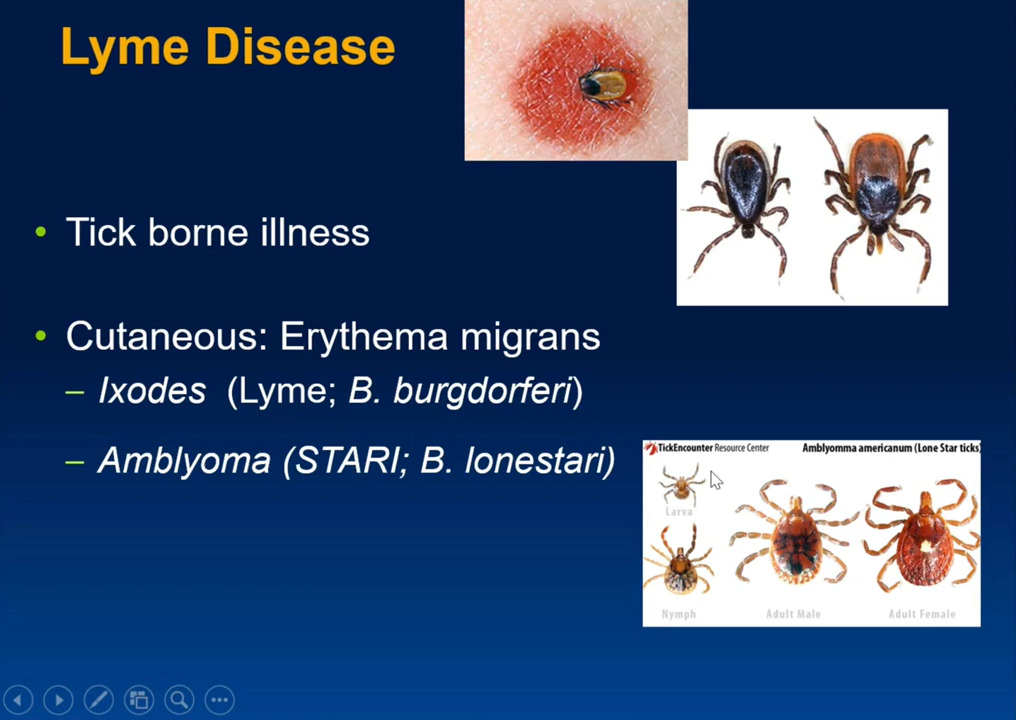 Lyme Disease
• Tick borne illness
• Cutaneous: Erythema migrans
– Ixodes (Lyme; B. burgdorferi)
– Amblyoma (STARI; B. lonestari)
TickEncounter Resource Center
Amblyomma americanum (Lone Star ticks)
Larva
Nymph
Adult Male
Adult Female